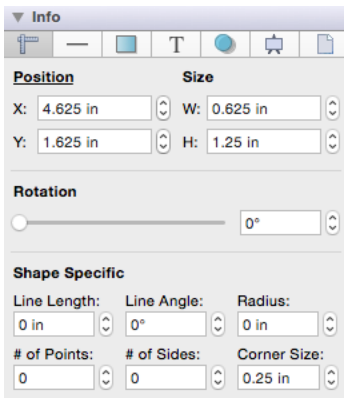 Info
T
Position Size
X: 4.625 in W: 0.625 in
Y: 1.625 in H: 1.25 in
Rotation
0°
Shape Specific
Line Length: Line Angle: Radius:
0 in 0° 0 in
# of Points: # of Sides: Corner Size:
0 0 0.25 in